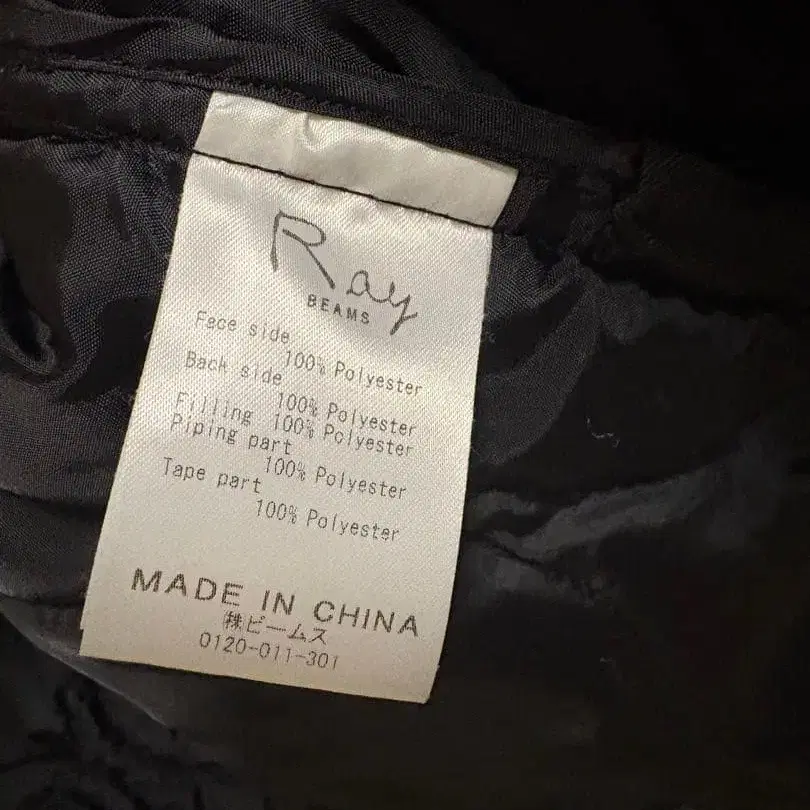 Ray
BEAMS
Face side
100% Polyester
Back side
100% Polyester
Filling 100% Polyester
Piping part
100% Polyester
Tape part
100% Polyester
MADE IN CHINA
㈱ビームス
0120-011-301